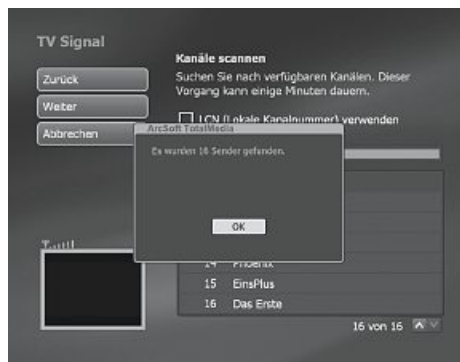 TV Signal
Zurück
Weiter
Abbrechen
Kanäle scannen
Suchen Sie nach verfügbaren Kanälen. Dieser
Vorgang kann einige Minuten dauern.
LCN (Lokale Kanalnummer) verwenden
ArcSoft TotalMedia
Es wurden 16 Sender gefunden.
OK
14 Phoenix
15 EinsPlus
16 Das Erste
16 von 16